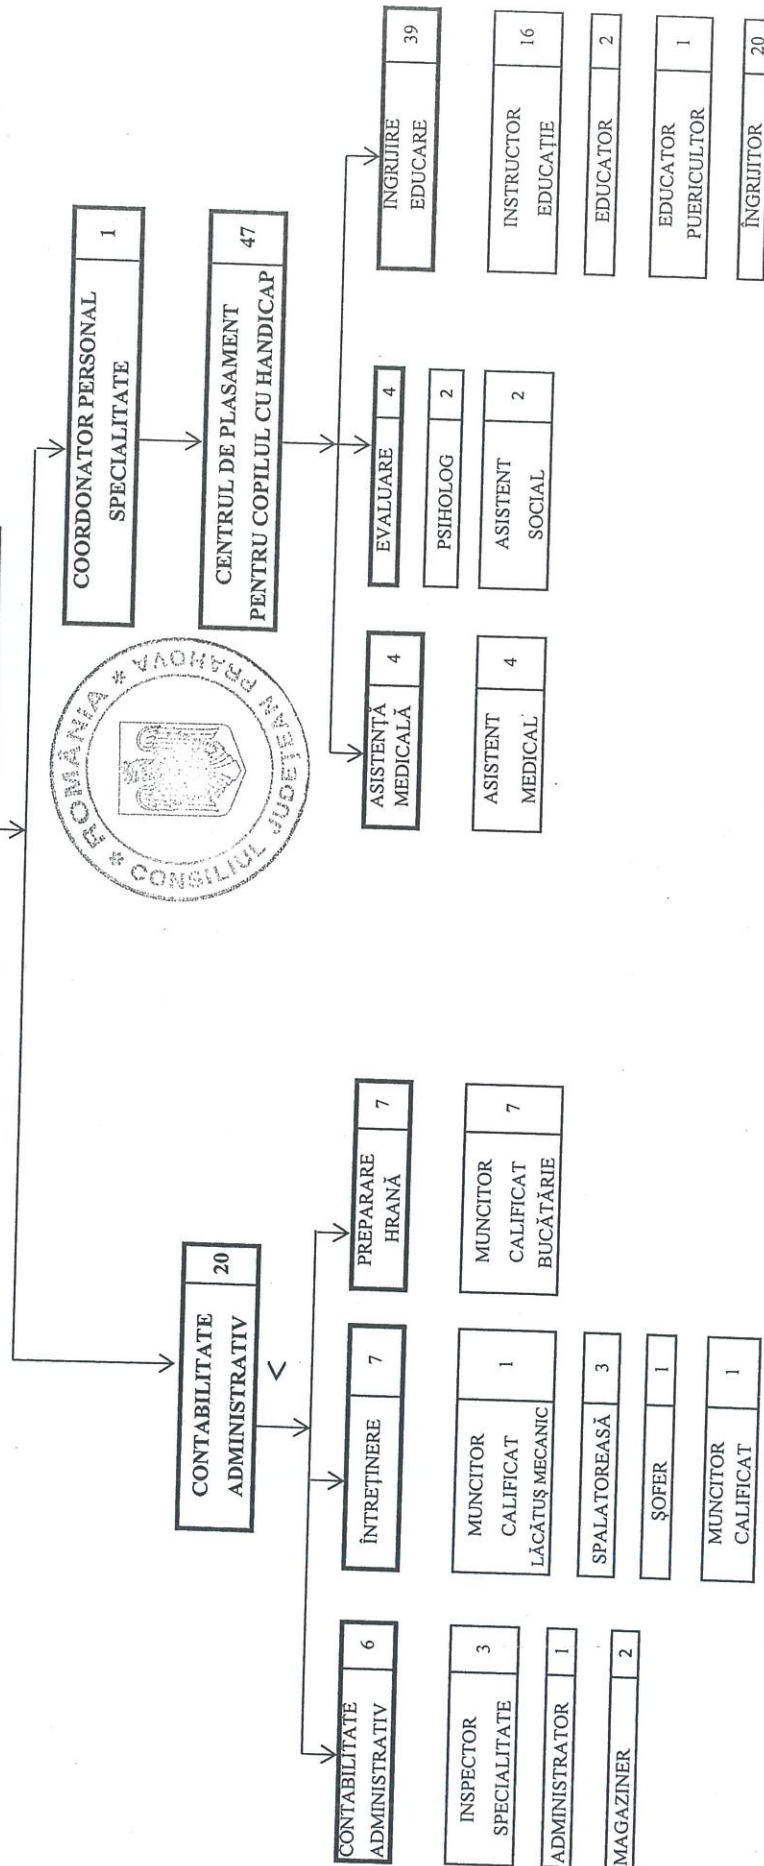 COORDONATOR PERSONAL
SPECIALITATE
1
CENTRUL DE PLASAMENT
PENTRU COPILUL CU HANDICAP
47
* ROMÂNIA *
CONSILIUL JUDEȚEAN PRAHOVA
CONTABILITATE
ADMINISTRATIV
20
CONTABILITATE
ADMINISTRATIV
6
INSPECTOR
SPECIALITATE
3
ADMINISTRATOR
1
MAGAZINER
2
ÎNTREȚINERE
7
MUNCITOR
CALIFICAT
LĂCĂTUȘ MECANIC
1
SPALATOREASĂ
3
ȘOFER
1
MUNCITOR
CALIFICAT
1
PREPARARE
HRANĂ
7
MUNCITOR
CALIFICAT
BUCĂTĂRIE
7
ASISTENȚĂ
MEDICALĂ
4
ASISTENT
MEDICAL
4
EVALUARE
4
PSIHOLOG
2
ASISTENT
SOCIAL
2
INGRIJIRE
EDUCARE
39
INSTRUCTOR
EDUCAȚIE
16
EDUCATOR
2
EDUCATOR
PUERICULTOR
1
ÎNGRIJITOR
20